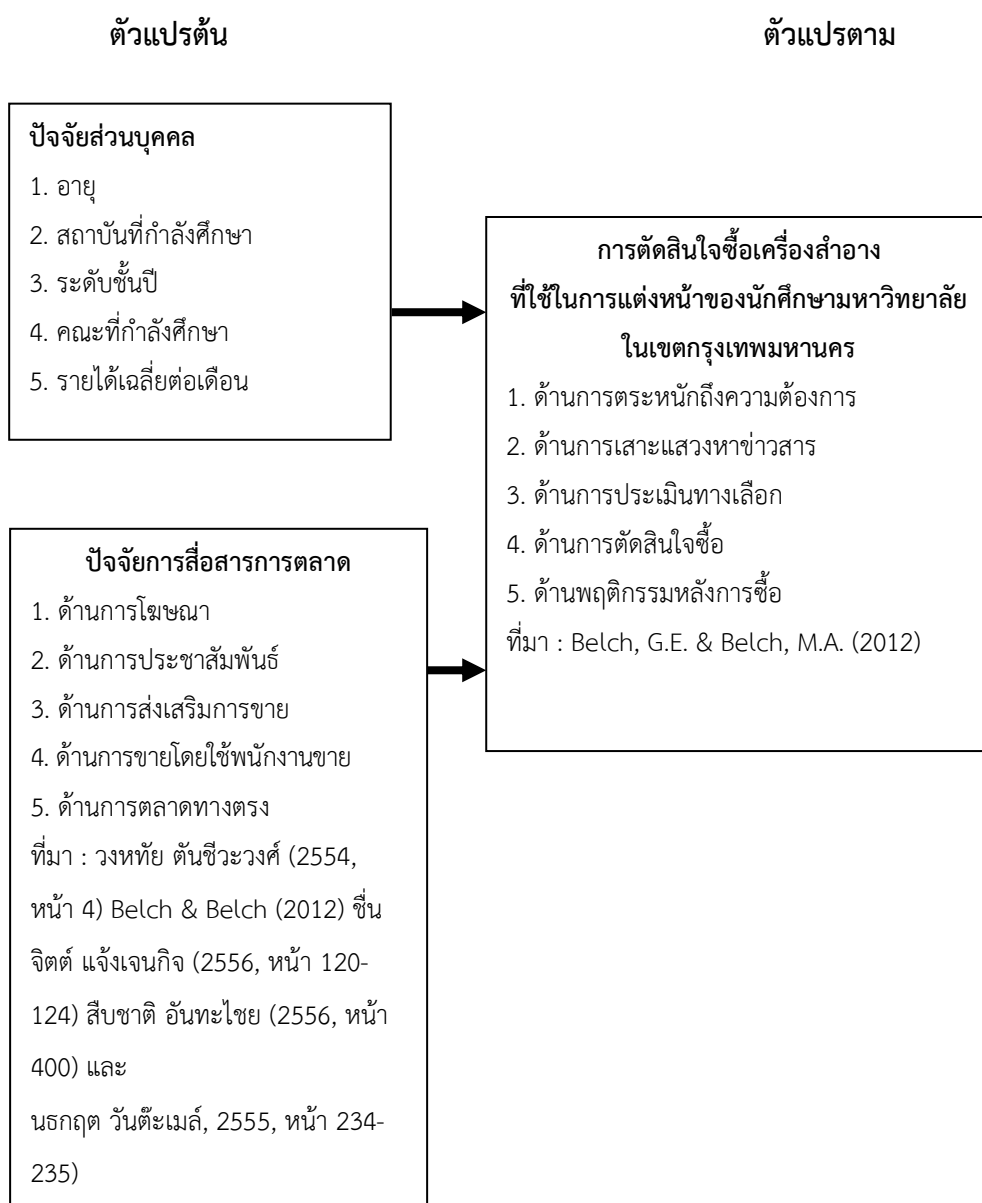 ตัวแปรต้น
ตัวแปรตาม
ปัจจัยส่วนบุคคล
1. อายุ
2. สถาบันที่กำลังศึกษา
3. ระดับชั้นปี
4. คณะที่กำลังศึกษา
5. รายได้เฉลี่ยต่อเดือน
การตัดสินใจซื้อเครื่องสำอาง
ที่ใช้ในการแต่งหน้าของนักศึกษามหาวิทยาลัย
ในเขตกรุงเทพมหานคร
1. ด้านการตระหนักถึงความต้องการ
2. ด้านการเสาะแสวงหาข่าวสาร
3. ด้านการประเมินทางเลือก
4. ด้านการตัดสินใจซื้อ
5. ด้านพฤติกรรมหลังการซื้อ
ที่มา : Belch, G.E. & Belch, M.A. (2012)
ปัจจัยการสื่อสารการตลาด
1. ด้านการโฆษณา
2. ด้านการประชาสัมพันธ์
3. ด้านการส่งเสริมการขาย
4. ด้านการขายโดยใช้พนักงานขาย
5. ด้านการตลาดทางตรง
ที่มา : วงหทัย ตันชีวะวงศ์ (2554,
หน้า 4) Belch & Belch (2012) ชื่น
จิตต์ แจ้งเจนกิจ (2556, หน้า 120-
124) สืบชาติ อันทะไชย (2556, หน้า
400) และ
นธกฤต วันต๊ะเมล์, 2555, หน้า 234-
235)